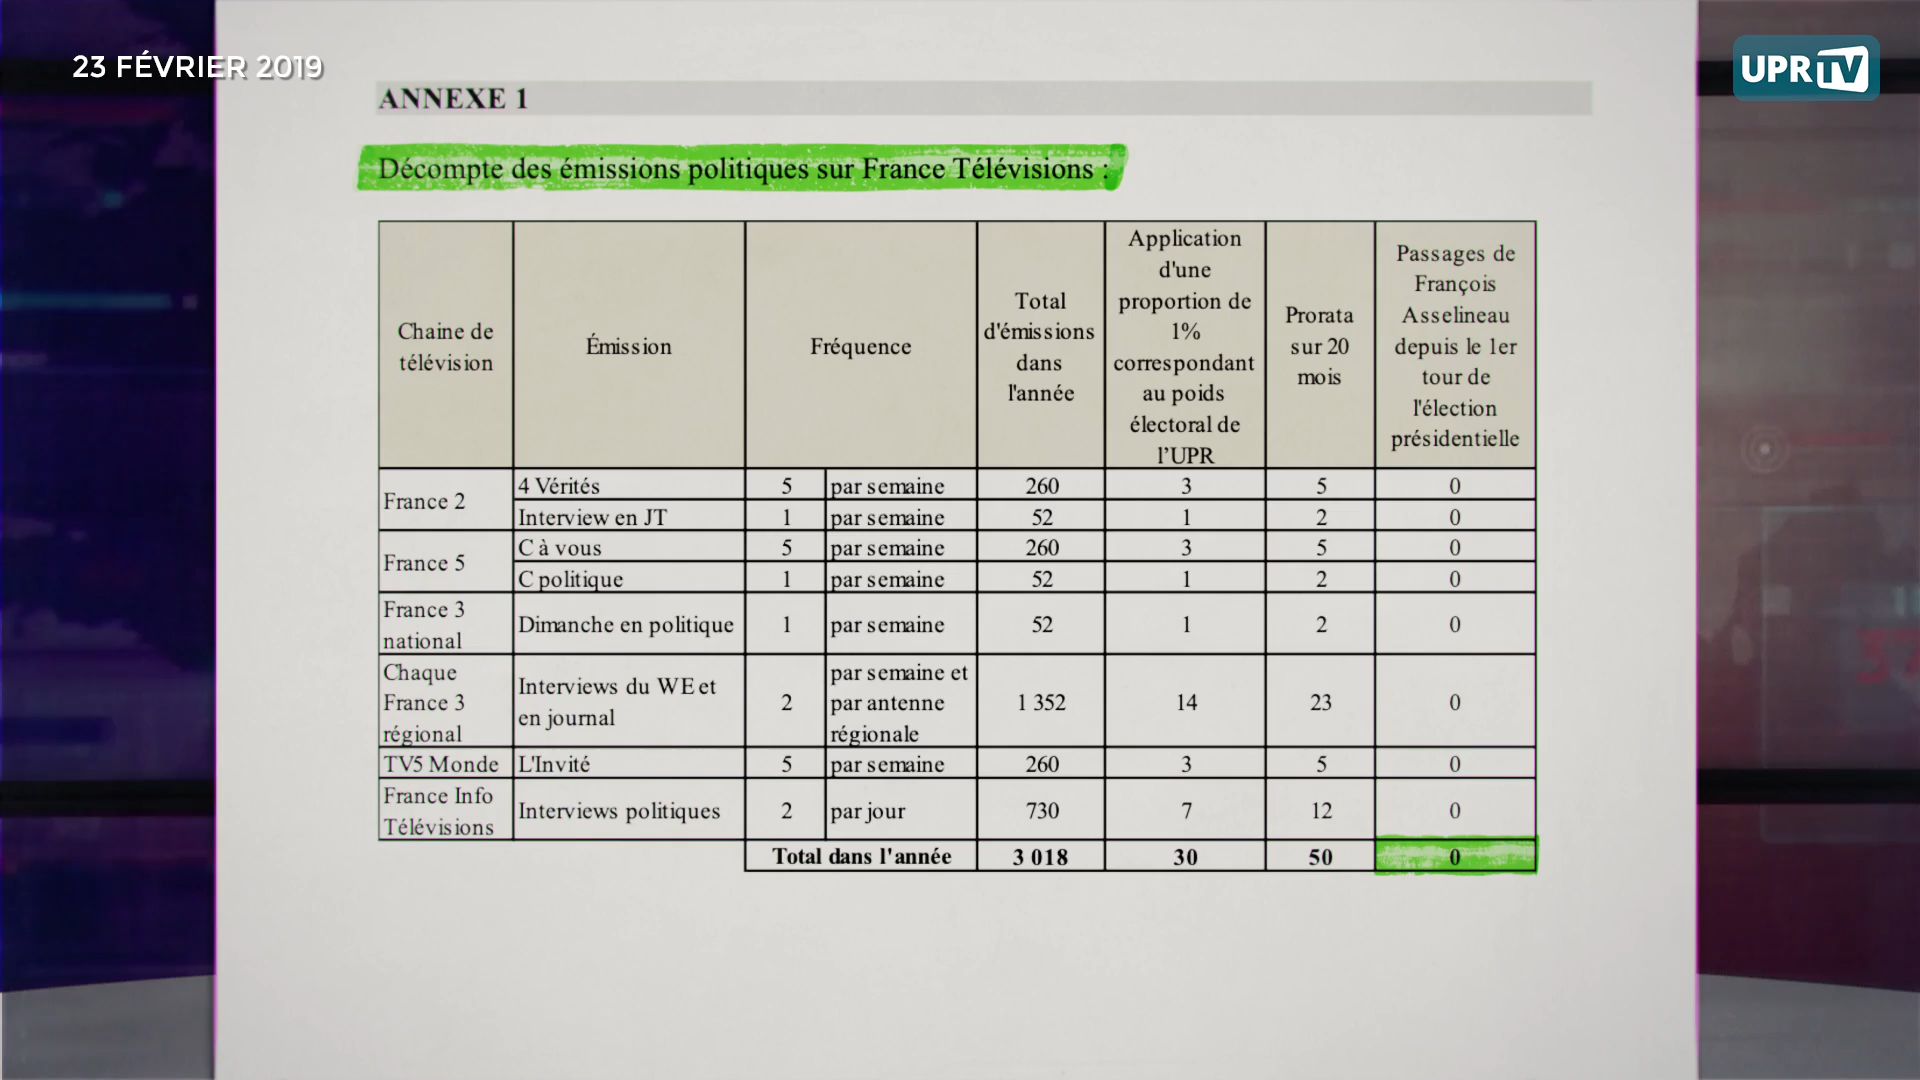 23 FÉVRIER 2019
UPR TV
ANNEXE 1
Décompte des émissions politiques sur France Télévisions :
Chaine de
télévision
Émission
Fréquence
Total
d'émissions
dans
l'année
Application
d'une
proportion de
1%
correspondant
au poids
électoral de
l'UPR
Prorata
sur 20
mois
Passages de
François
Asselineau
depuis le 1er
tour de
l'élection
présidentielle
France 2
4 Vérités 5 par semaine 260 3 5 0
Interview en JT 1 par semaine 52 1 2 0
France 5
C à vous 5 par semaine 260 3 5 0
C politique 1 par semaine 52 1 2 0
France 3
national
Dimanche en politique 1 par semaine 52 1 2 0
Chaque
France 3
régional
Interviews du WE et
en journal
2
par semaine et
par antenne
régionale
1 352 14 23 0
TV5 Monde L'Invité 5 par semaine 260 3 5 0
France Info
Télévisions
Interviews politiques 2 par jour 730 7 12 0
Total dans l'année 3 018 30 50 0
37